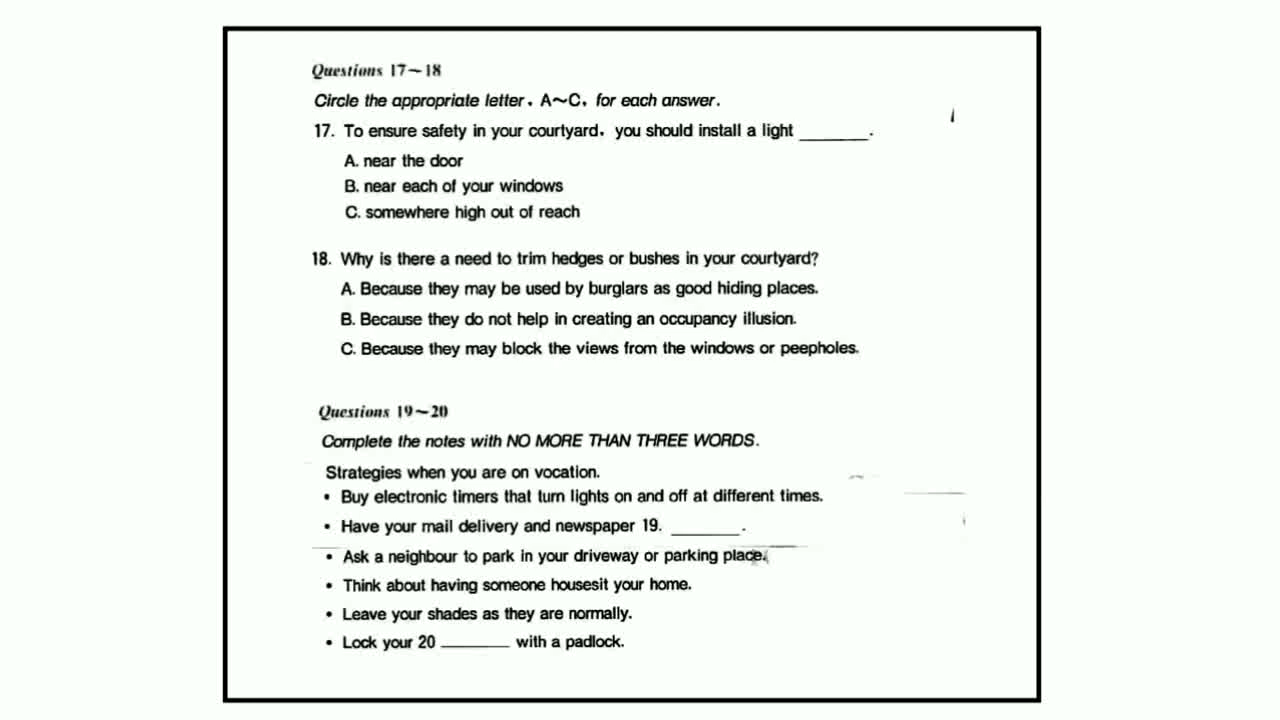 Questions 17~18
Circle the appropriate letter, A~C, for each answer.
17. To ensure safety in your courtyard, you should install a light _______.
A. near the door
B. near each of your windows
C. somewhere high out of reach
18. Why is there a need to trim hedges or bushes in your courtyard?
A. Because they may be used by burglars as good hiding places.
B. Because they do not help in creating an occupancy illusion.
C. Because they may block the views from the windows or peepholes.
Questions 19~20
Complete the notes with NO MORE THAN THREE WORDS.
Strategies when you are on vocation.
• Buy electronic timers that turn lights on and off at different times.
• Have your mail delivery and newspaper 19. _______.
• Ask a neighbour to park in your driveway or parking place.
• Think about having someone housesit your home.
• Leave your shades as they are normally.
• Lock your 20 _______ with a padlock.